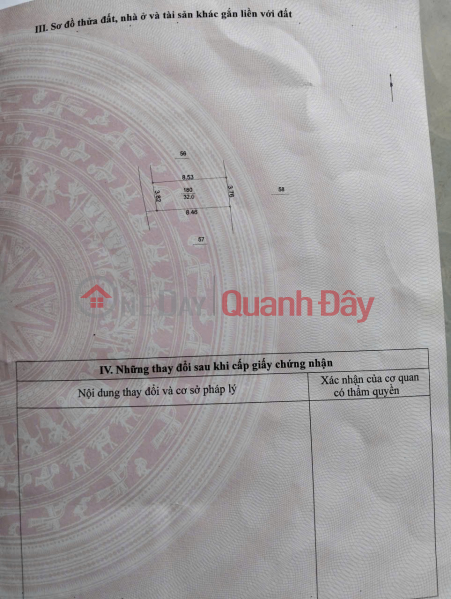 III. Sơ đồ thửa đất, nhà ở và tài sản khác gắn liền với đất
56
8.53
3.82
180
32.0
3.76
58
8.46
57
ONEDAY Quanh Đây
IV. Những thay đổi sau khi cấp giấy chứng nhận
Nội dung thay đổi và cơ sở pháp lý
Xác nhận của cơ quan
có thẩm quyền